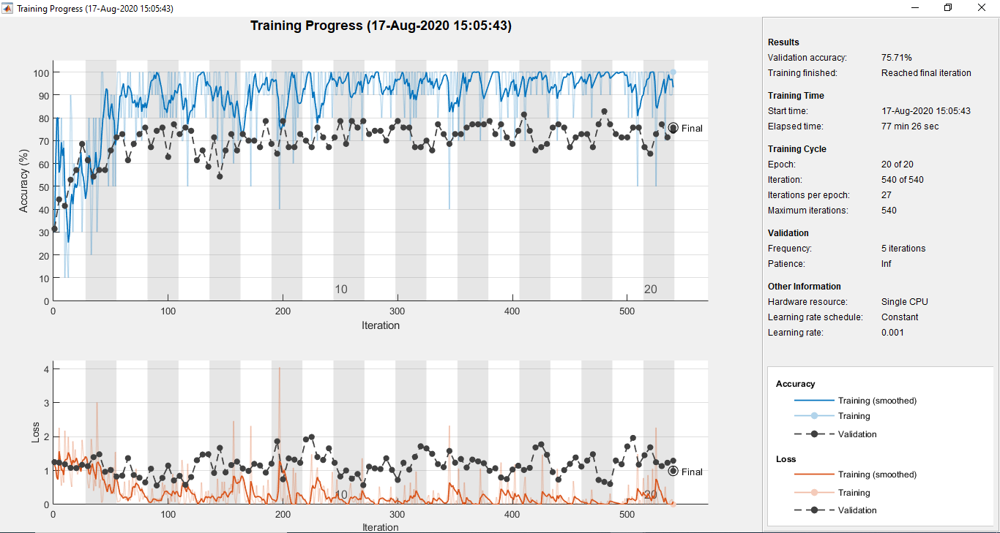 Training Progress (17-Aug-2020 15:05:43)
Training Progress (17-Aug-2020 15:05:43)
100
90
80
70
60
50
40
30
20
10
0
Accuracy (%)
Final
10
20
0
100
200
300
400
500
Iteration
4
3
2
1
0
Loss
Final
10
20
0
100
200
300
400
500
Iteration
Results
Validation accuracy: 75.71%
Training finished: Reached final iteration
Training Time
Start time: 17-Aug-2020 15:05:43
Elapsed time: 77 min 26 sec
Training Cycle
Epoch: 20 of 20
Iteration: 540 of 540
Iterations per epoch: 27
Maximum iterations: 540
Validation
Frequency: 5 iterations
Patience: Inf
Other Information
Hardware resource: Single CPU
Learning rate schedule: Constant
Learning rate: 0.001
Accuracy
Training (smoothed)
Training
Validation
Loss
Training (smoothed)
Training
Validation